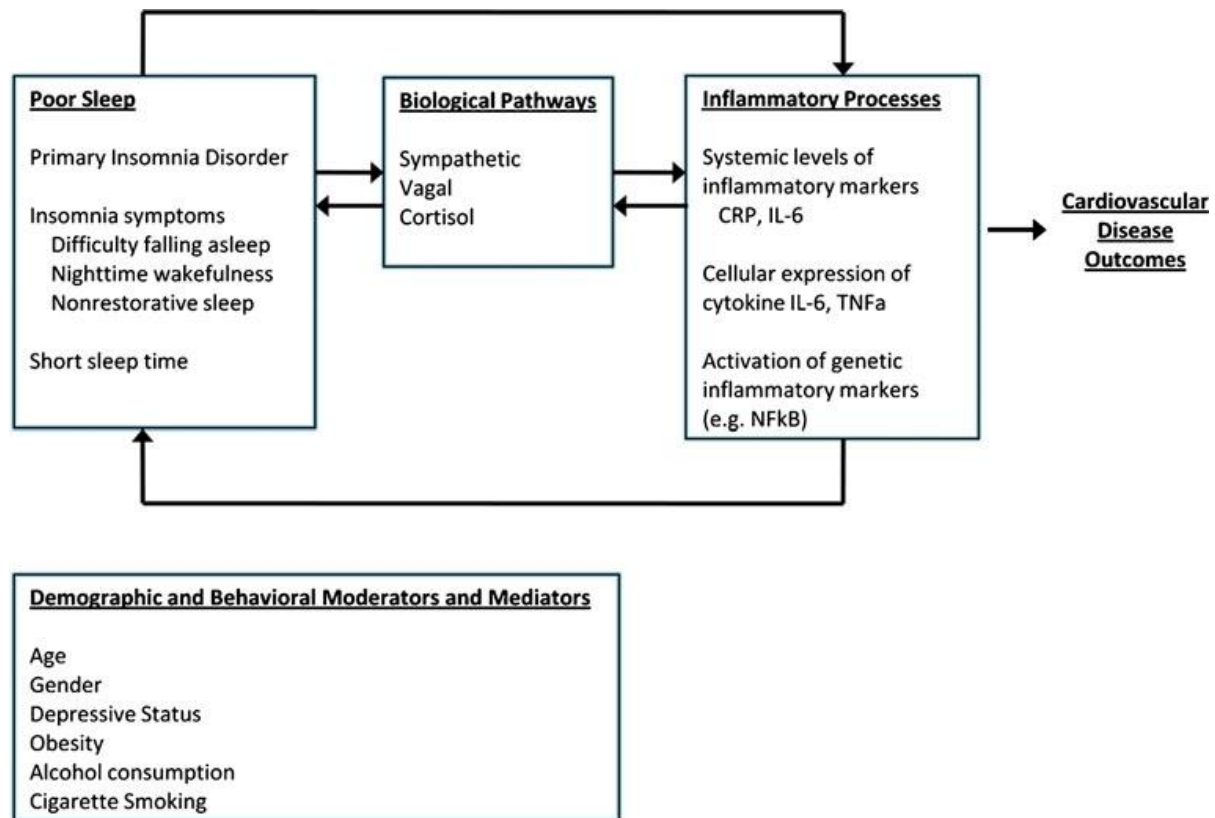 Poor Sleep
Primary Insomnia Disorder
Insomnia symptoms
Difficulty falling asleep
Nighttime wakefulness
Nonrestorative sleep
Short sleep time
Biological Pathways
Sympathetic
Vagal
Cortisol
Inflammatory Processes
Systemic levels of
inflammatory markers
CRP, IL-6
Cellular expression of
cytokine IL-6, TNFa
Activation of genetic
inflammatory markers
(e.g. NFkB)
Cardiovascular
Disease
Outcomes
Demographic and Behavioral Moderators and Mediators
Age
Gender
Depressive Status
Obesity
Alcohol consumption
Cigarette Smoking